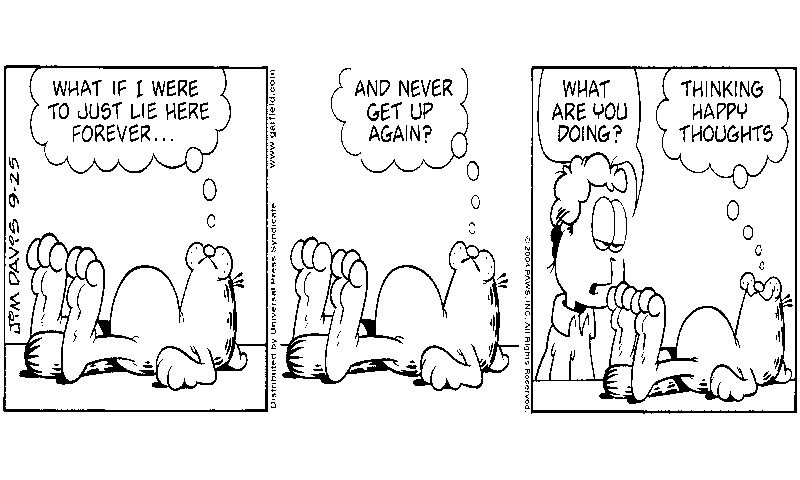 WHAT IF I WERE
TO JUST LIE HERE
FOREVER...
JIM DAVIS 9-25
www.garfield.com
Distributed by Universal Press Syndicate
AND NEVER
GET UP
AGAIN?
© 2004 PAWS, INC. All Rights Reserved.
WHAT
ARE YOU
DOING?
THINKING
HAPPY
THOUGHTS